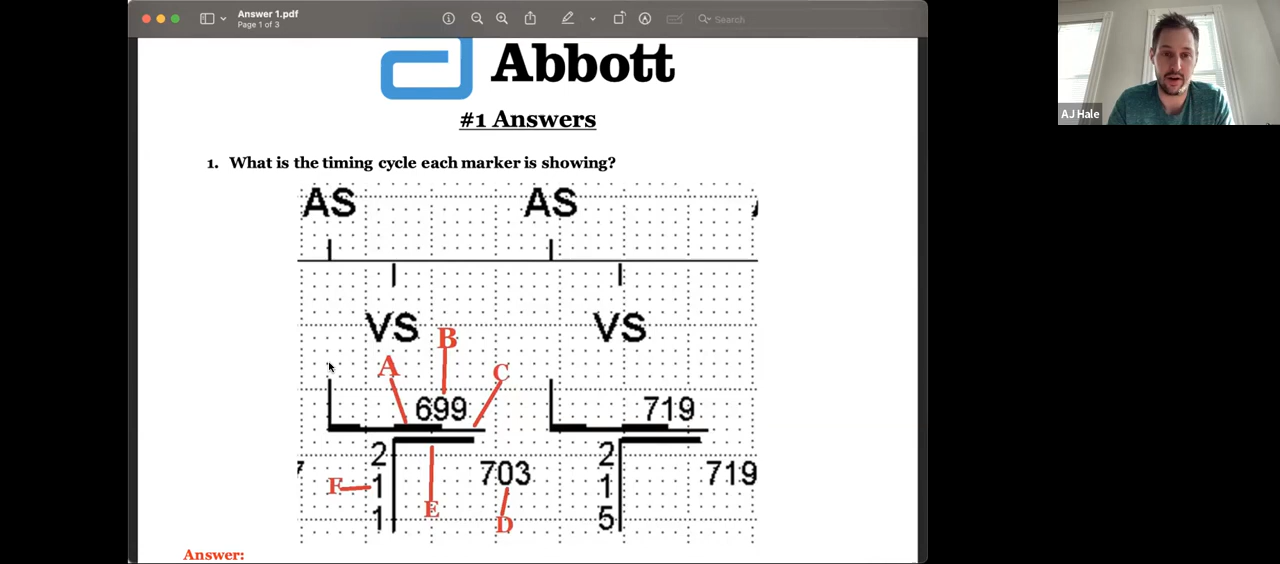 Answer 1.pdf
Page 1 of 3
Search
Abbott
#1 Answers
1. What is the timing cycle each marker is showing?
AS AS
VS VS
B
A C
699 719
2 2
7 703 719
F 1 1
E D
1 5
Answer:
AJ Hale